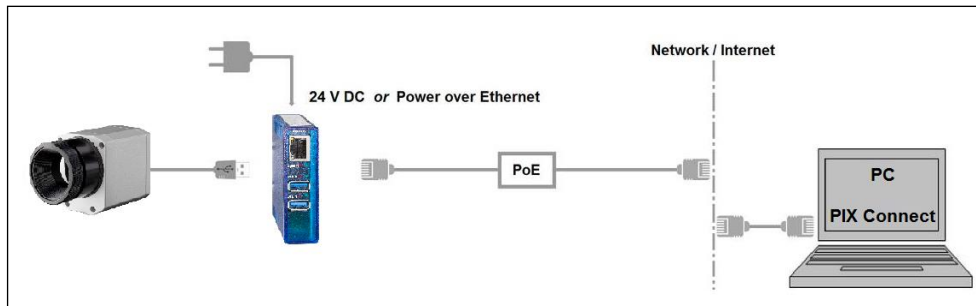 Network / Internet
24 V DC or Power over Ethernet
PoE
PC
PIX Connect